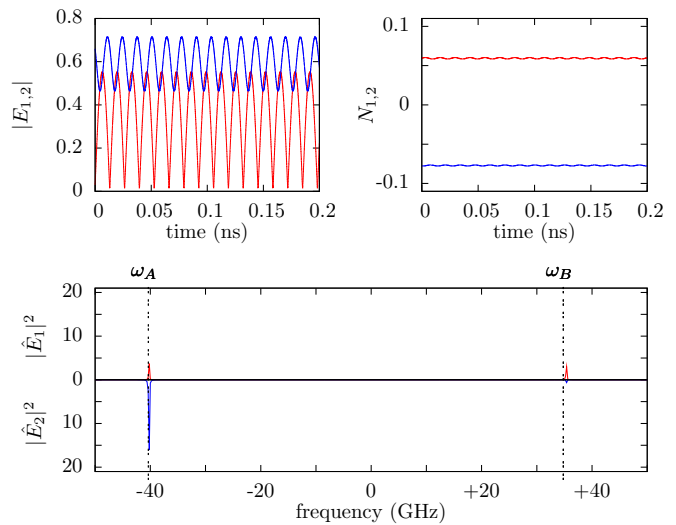 0.8
0.6
0.4
0.2
0
|E1,2|
0 0.05 0.1 0.15 0.2
time (ns)
0.1
0
-0.1
N1,2
0 0.05 0.1 0.15 0.2
time (ns)
ωA ωB
20
10
0
10
20
|Ê1|²
|Ê2|²
-40 -20 0 +20 +40
frequency (GHz)